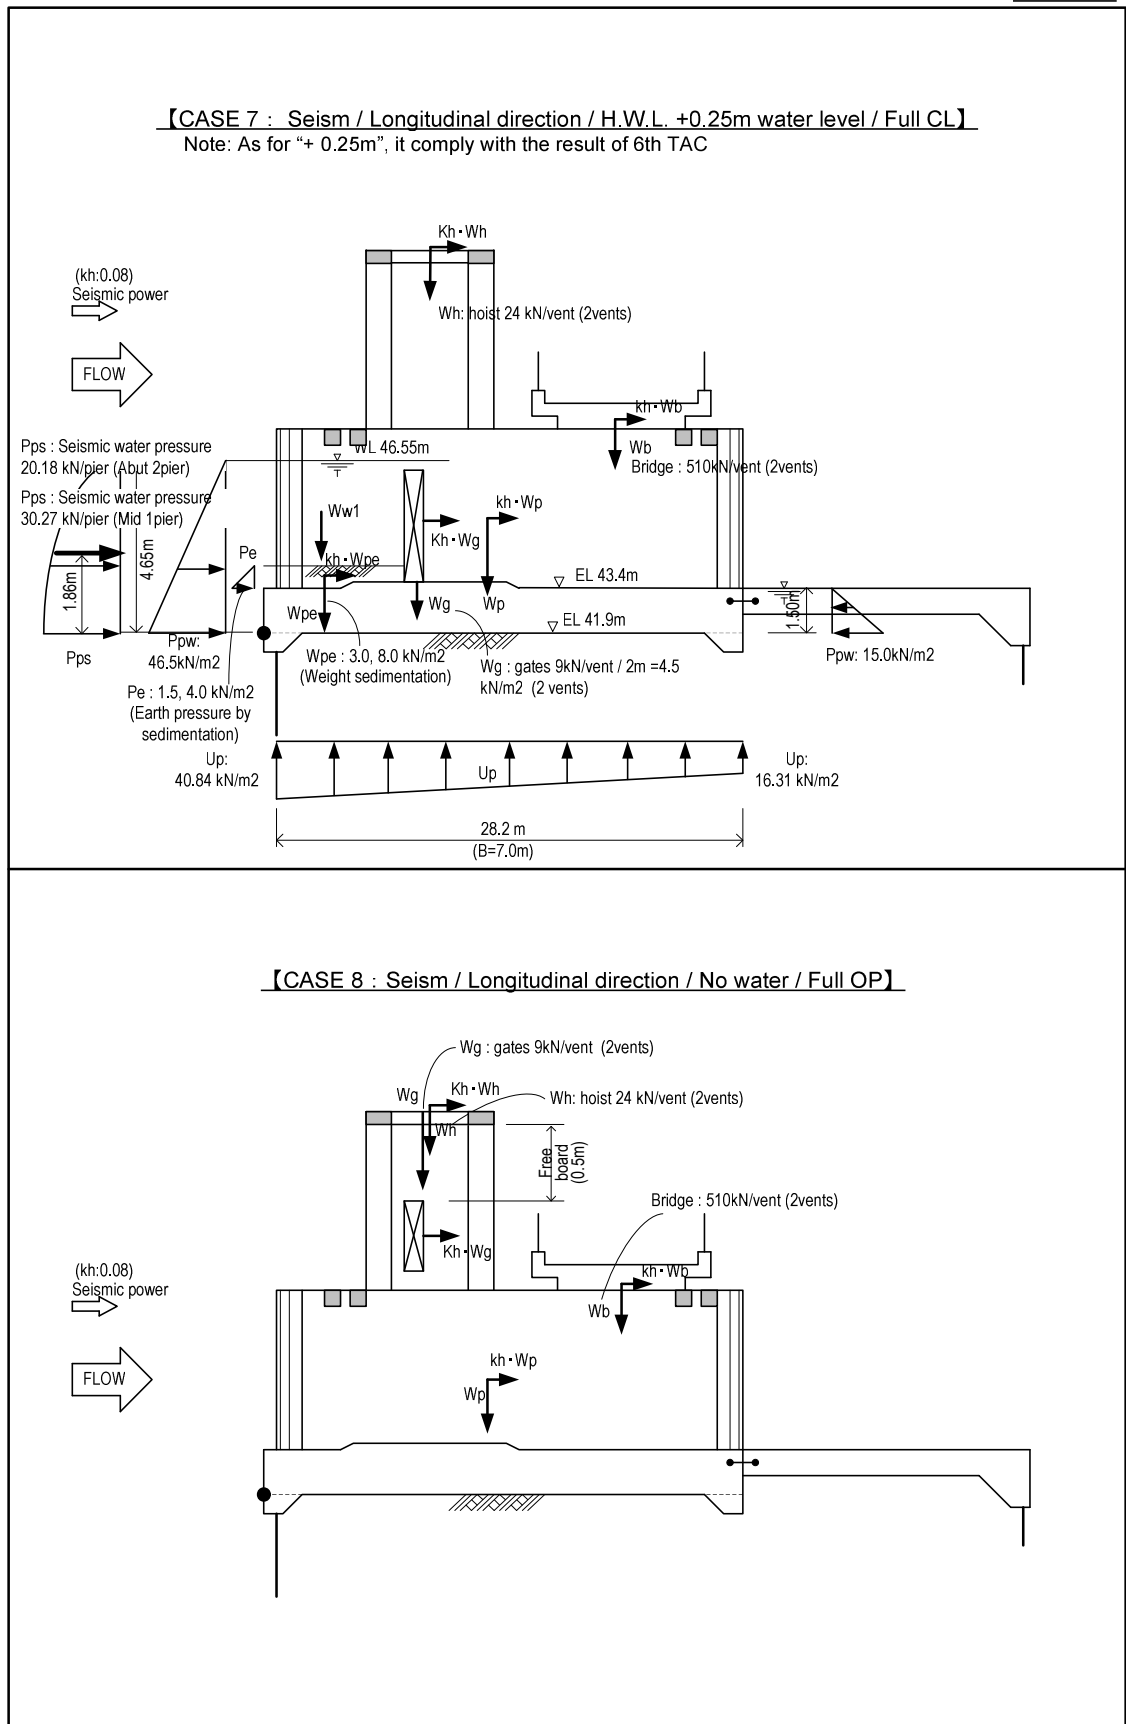 【CASE 7 : Seism / Longitudinal direction / H.W.L. +0.25m water level / Full CL】
Note: As for “+ 0.25m”, it comply with the result of 6th TAC
Kh・Wh
(kh:0.08)
Seismic power
Wh: hoist 24 kN/vent (2vents)
FLOW
kh・Wb
Pps : Seismic water pressure
20.18 kN/pier (Abut 2pier)
WL 46.55m
Wb
Bridge : 510kN/vent (2vents)
Pps : Seismic water pressure
30.27 kN/pier (Mid 1pier)
Ww1
kh・Wp
Kh・Wg
4.65m
Pe
kh・Wpe
1.86m
EL 43.4m
Wpe
Wg
Wp
1.50m
EL 41.9m
Pps
Ppw:
46.5kN/m2
Wpe : 3.0, 8.0 kN/m2
(Weight sedimentation)
Wg : gates 9kN/vent / 2m =4.5
kN/m2 (2 vents)
Ppw: 15.0kN/m2
Pe : 1.5, 4.0 kN/m2
(Earth pressure by
sedimentation)
Up:
40.84 kN/m2
Up
Up:
16.31 kN/m2
28.2 m
(B=7.0m)
【CASE 8 : Seism / Longitudinal direction / No water / Full OP】
Wg : gates 9kN/vent (2vents)
Wg
Kh・Wh
Wh: hoist 24 kN/vent (2vents)
Wh
Free
board
(0.5m)
Bridge : 510kN/vent (2vents)
Kh・Wg
(kh:0.08)
Seismic power
kh・Wb
Wb
FLOW
kh・Wp
Wp